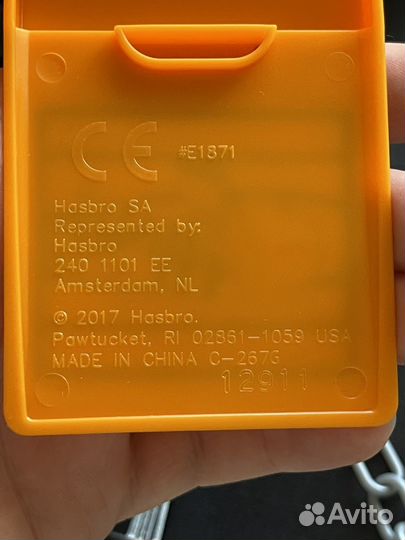 CE #E1871
Hasbro SA
Represented by:
Hasbro
240 1101 EE
Amsterdam, NL
© 2017 Hasbro.
Pawtucket, RI 02861-1059 USA
MADE IN CHINA C-267G
12911
Avito